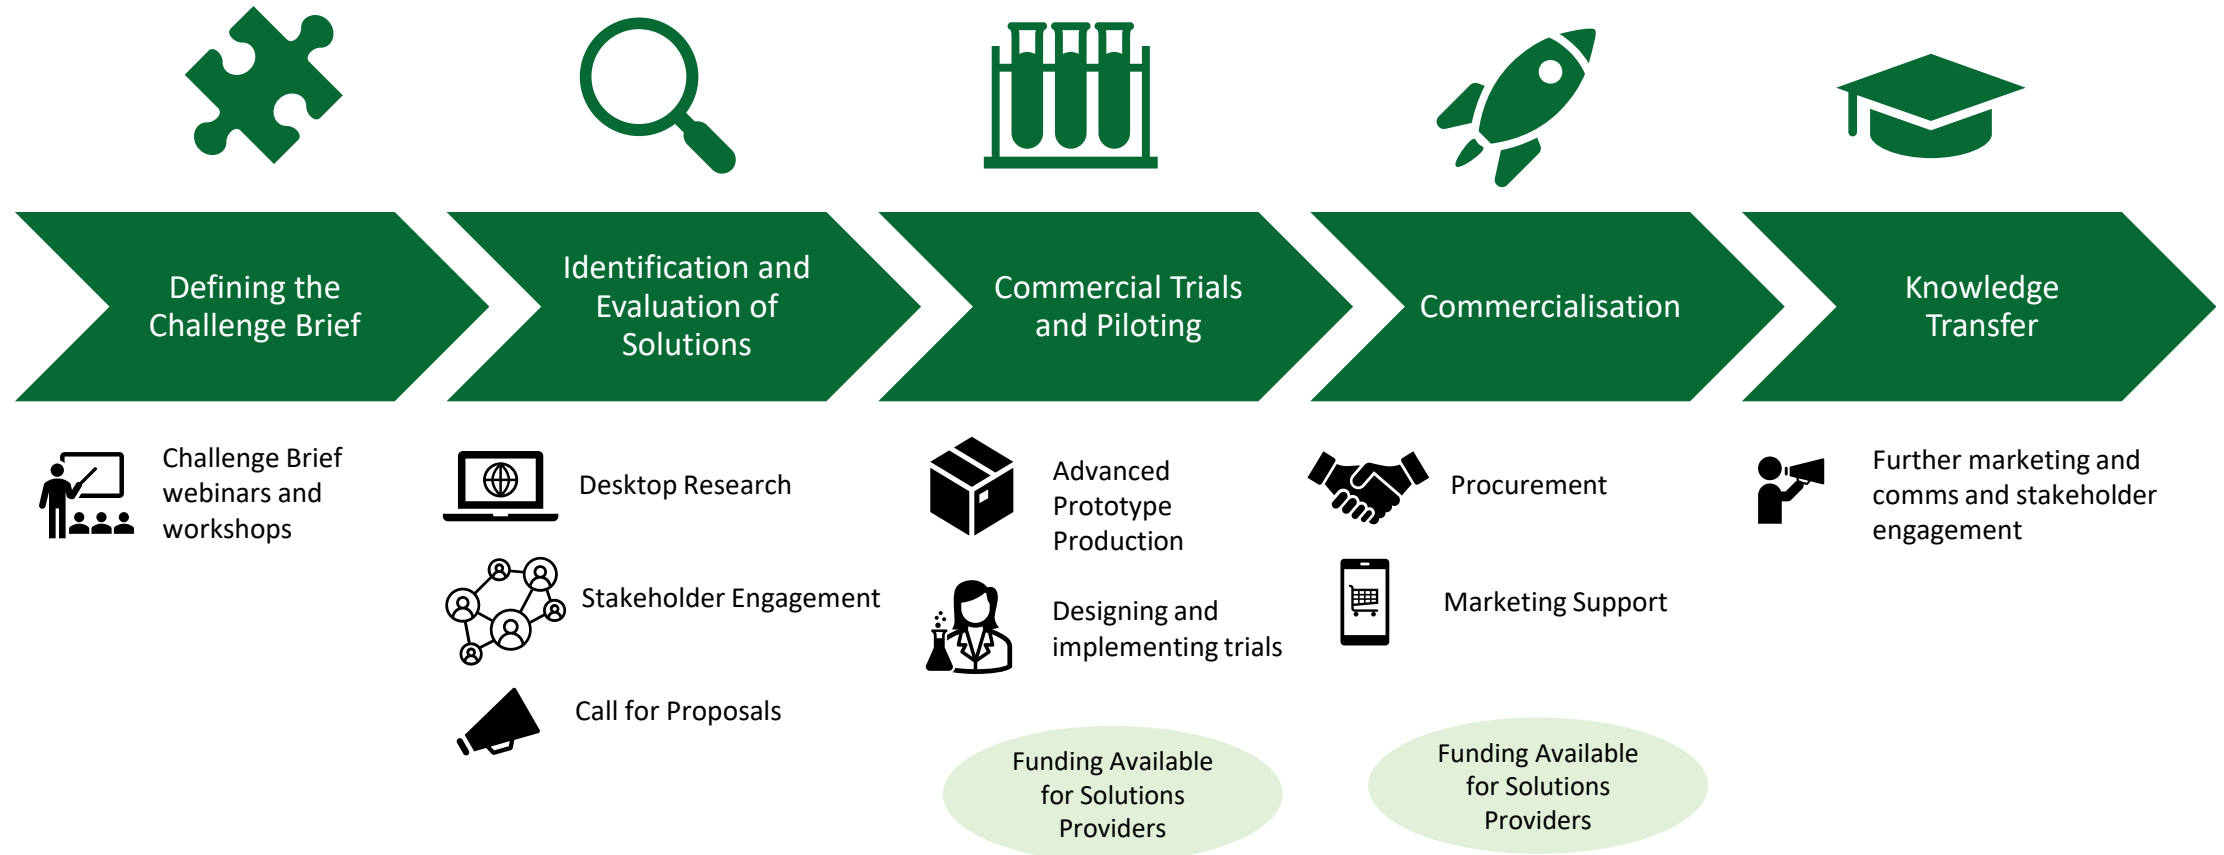 Defining the
Challenge Brief
Identification and
Evaluation of
Solutions
Commercial Trials
and Piloting
Commercialisation
Knowledge
Transfer
Challenge Brief
webinars and
workshops
Desktop Research
Stakeholder Engagement
Call for Proposals
Advanced
Prototype
Production
Designing and
implementing trials
Funding Available
for Solutions
Providers
Procurement
Marketing Support
Funding Available
for Solutions
Providers
Further marketing and
comms and stakeholder
engagement